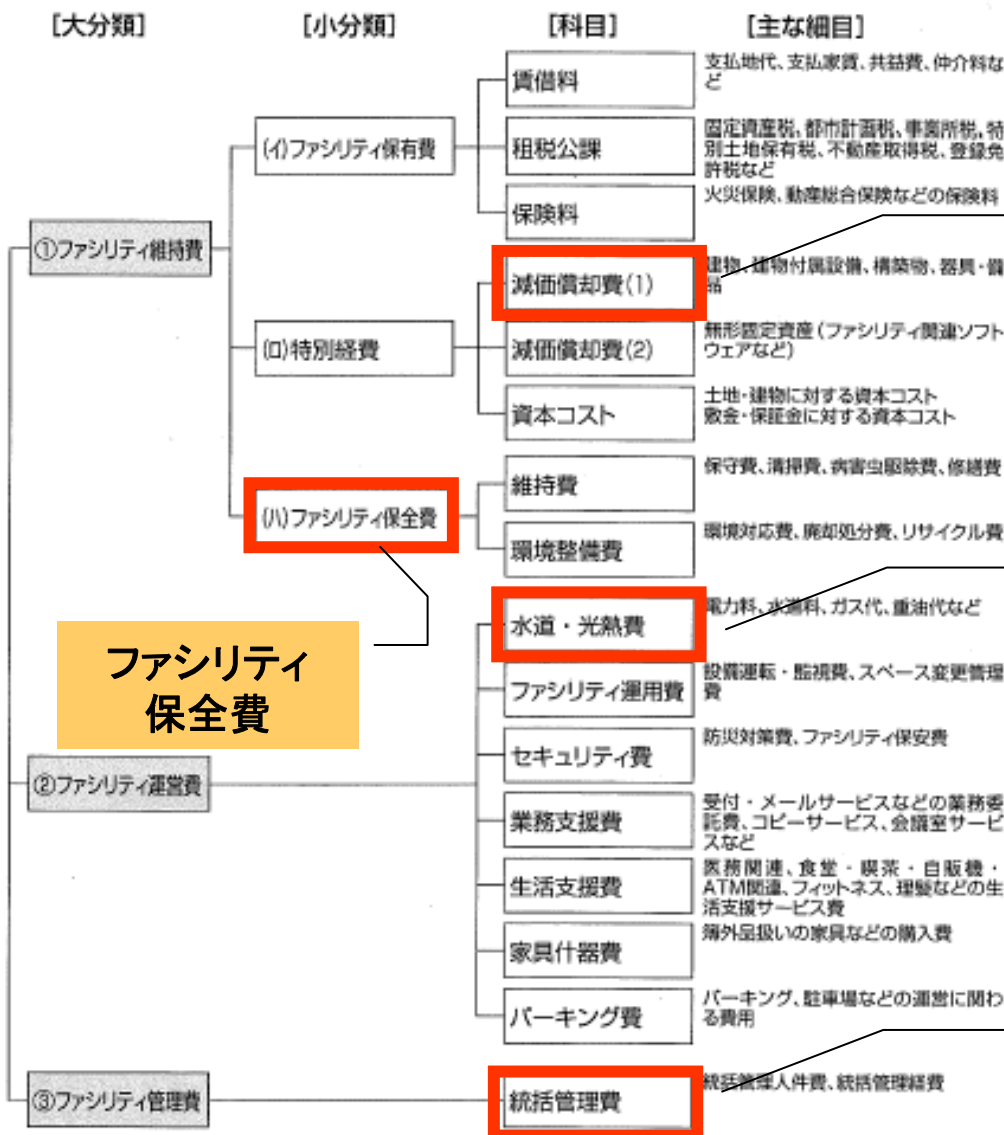 [大分類] [小分類] [科目] [主な細目]
賃借料
支払地代、支払家賃、共益費、仲介料な
ど
(イ)ファシリティ保有費
租税公課
固定資産税、都市計画税、事業所税、特
別土地保有税、不動産取得税、登録免
許税など
保険料
火災保険、動産総合保険などの保険料
①ファシリティ維持費
減価償却費(1)
建物、建物付属設備、構築物、器具・備
品
(ロ)特別経費
減価償却費(2)
無形固定資産(ファシリティ関連ソフト
ウェアなど)
資本コスト
土地・建物に対する資本コスト
敷金・保証金に対する資本コスト
維持費
保守費、清掃費、病害虫駆除費、修繕費
(ハ)ファシリティ保全費
環境整備費
環境対応費、廃却処分費、リサイクル費
水道・光熱費
電力料、水道料、ガス代、重油代など
ファシリティ
保全費
ファシリティ運用費
設備運転・監視費、スペース変更管理
費
セキュリティ費
防災対策費、ファシリティ保安費
②ファシリティ運営費
業務支援費
受付・メールサービスなどの業務委
託費、コピーサービス、会議室サービ
スなど
生活支援費
医務関連、食堂・喫茶・自販機・
ATM関連、フィットネス、理髪などの生
活支援サービス費
家具什器費
簿外品扱いの家具などの購入費
パーキング費
パーキング、駐車場などの運営に関わ
る費用
③ファシリティ管理費
統括管理費
統括管理人件費、統括管理経費